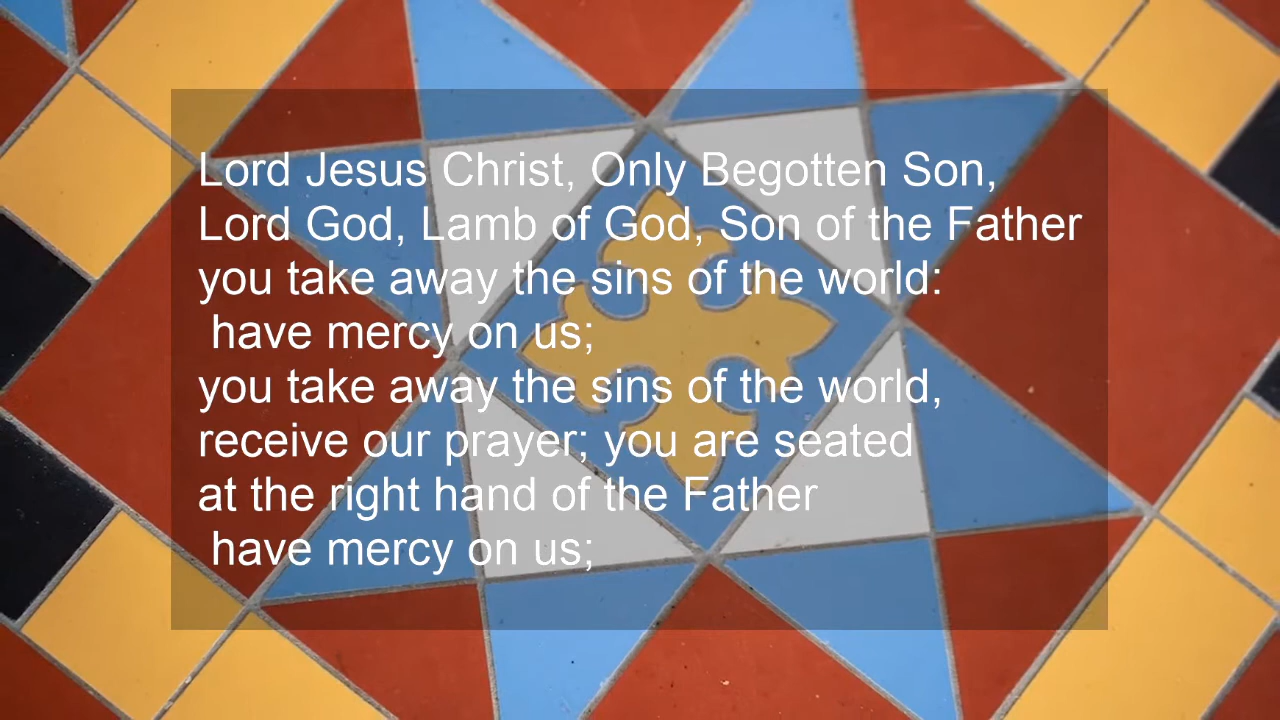 Lord Jesus Christ, Only Begotten Son,
Lord God, Lamb of God, Son of the Father
you take away the sins of the world:
have mercy on us;
you take away the sins of the world,
receive our prayer; you are seated
at the right hand of the Father
have mercy on us;